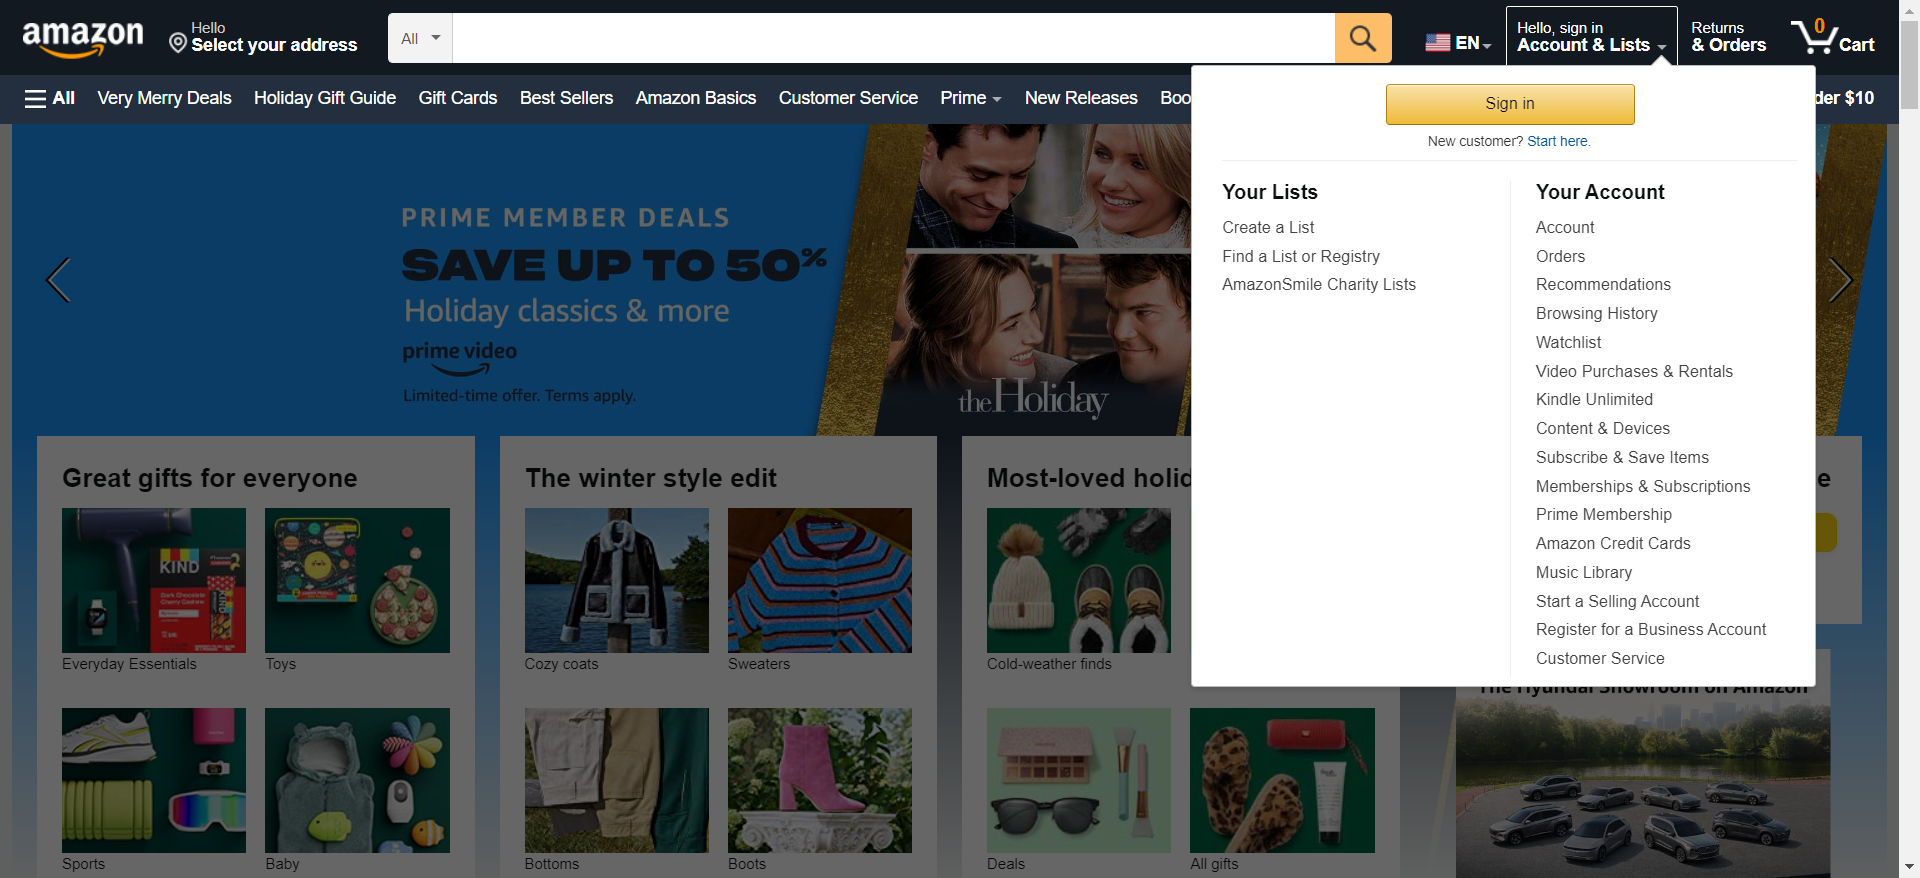 amazon
Hello
Select your address
All
EN
Hello, sign in
Account & Lists
Returns
& Orders
0
Cart
All
Very Merry Deals
Holiday Gift Guide
Gift Cards
Best Sellers
Amazon Basics
Customer Service
Prime
New Releases
Boo
der $10
Sign in
New customer? Start here.
Your Lists
Create a List
Find a List or Registry
AmazonSmile Charity Lists
Your Account
Account
Orders
Recommendations
Browsing History
Watchlist
Video Purchases & Rentals
Kindle Unlimited
Content & Devices
Subscribe & Save Items
Memberships & Subscriptions
Prime Membership
Amazon Credit Cards
Music Library
Start a Selling Account
Register for a Business Account
Customer Service
PRIME MEMBER DEALS
SAVE UP TO 50%
Holiday classics & more
prime video
Limited-time offer. Terms apply.
the Holiday
Great gifts for everyone
KIND
Dark Chocolate
Cherry Cashew
KIND
Everyday Essentials
Toys
Sports
Baby
The winter style edit
Cozy coats
Sweaters
Bottoms
Boots
Most-loved holid
Cold-weather finds
Deals
All gifts
e
The Hyundai Showroom on Amazon